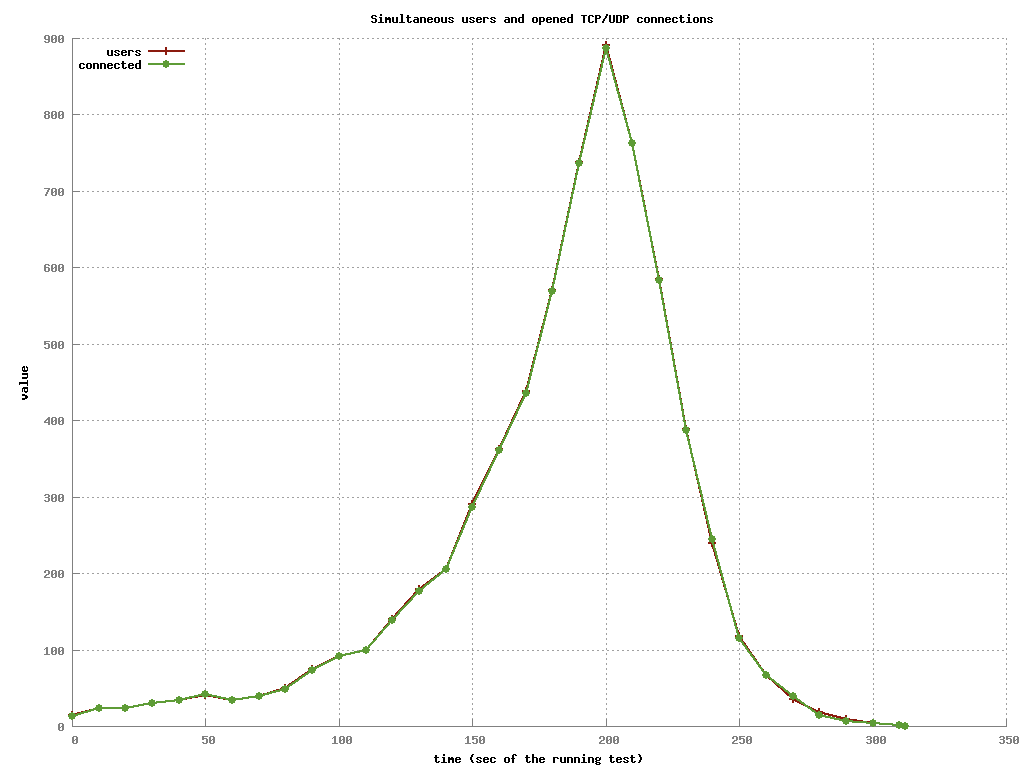 Simultaneous users and opened TCP/UDP connections
900
users
connected
800
700
600
500
value
400
300
200
100
0
0 50 100 150 200 250 300 350
time (sec of the running test)